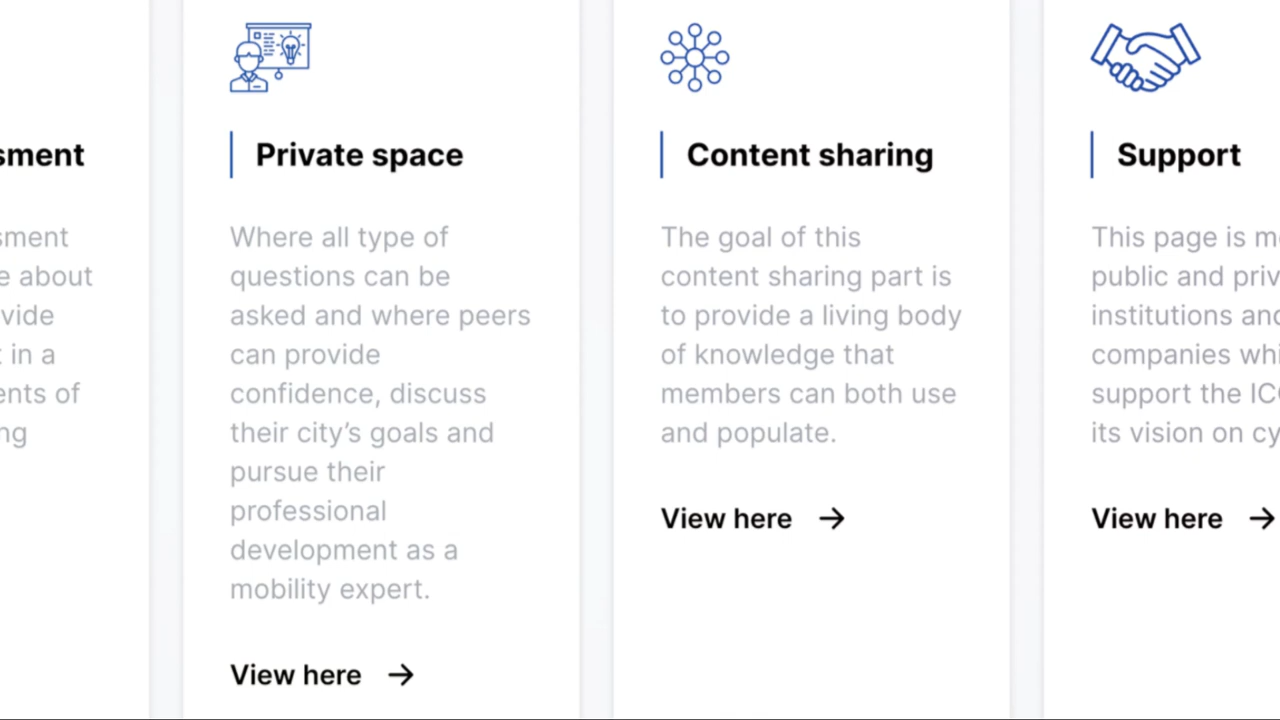 sment
sment
e about
vide
t in a
ents of
ng
Private space
Where all type of
questions can be
asked and where peers
can provide
confidence, discuss
their city’s goals and
pursue their
professional
development as a
mobility expert.
View here
Content sharing
The goal of this
content sharing part is
to provide a living body
of knowledge that
members can both use
and populate.
View here
Support
This page is m
public and priv
institutions and
companies whi
support the IC
its vision on cy
View here